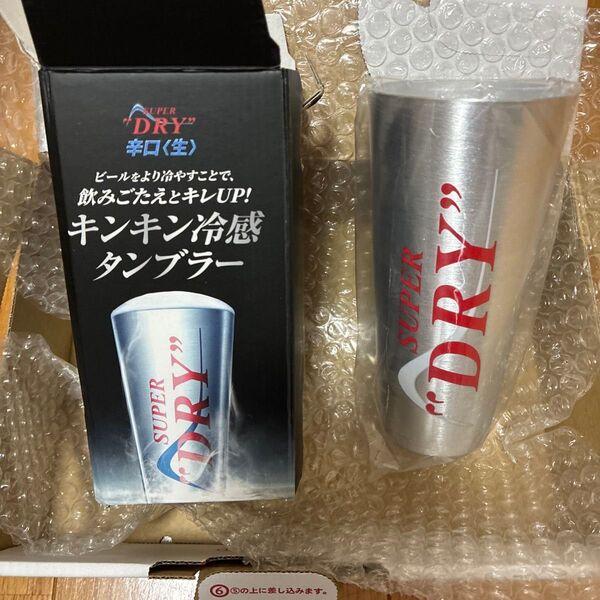 SUPER
"DRY"
辛口〈生〉
ビールをより冷やすことで、
飲みごたえとキレUP!
キンキン冷感
タンブラー
SUPER
"DRY"
SUPER
"DRY"
⑥ ⑤の上に差し込みます。